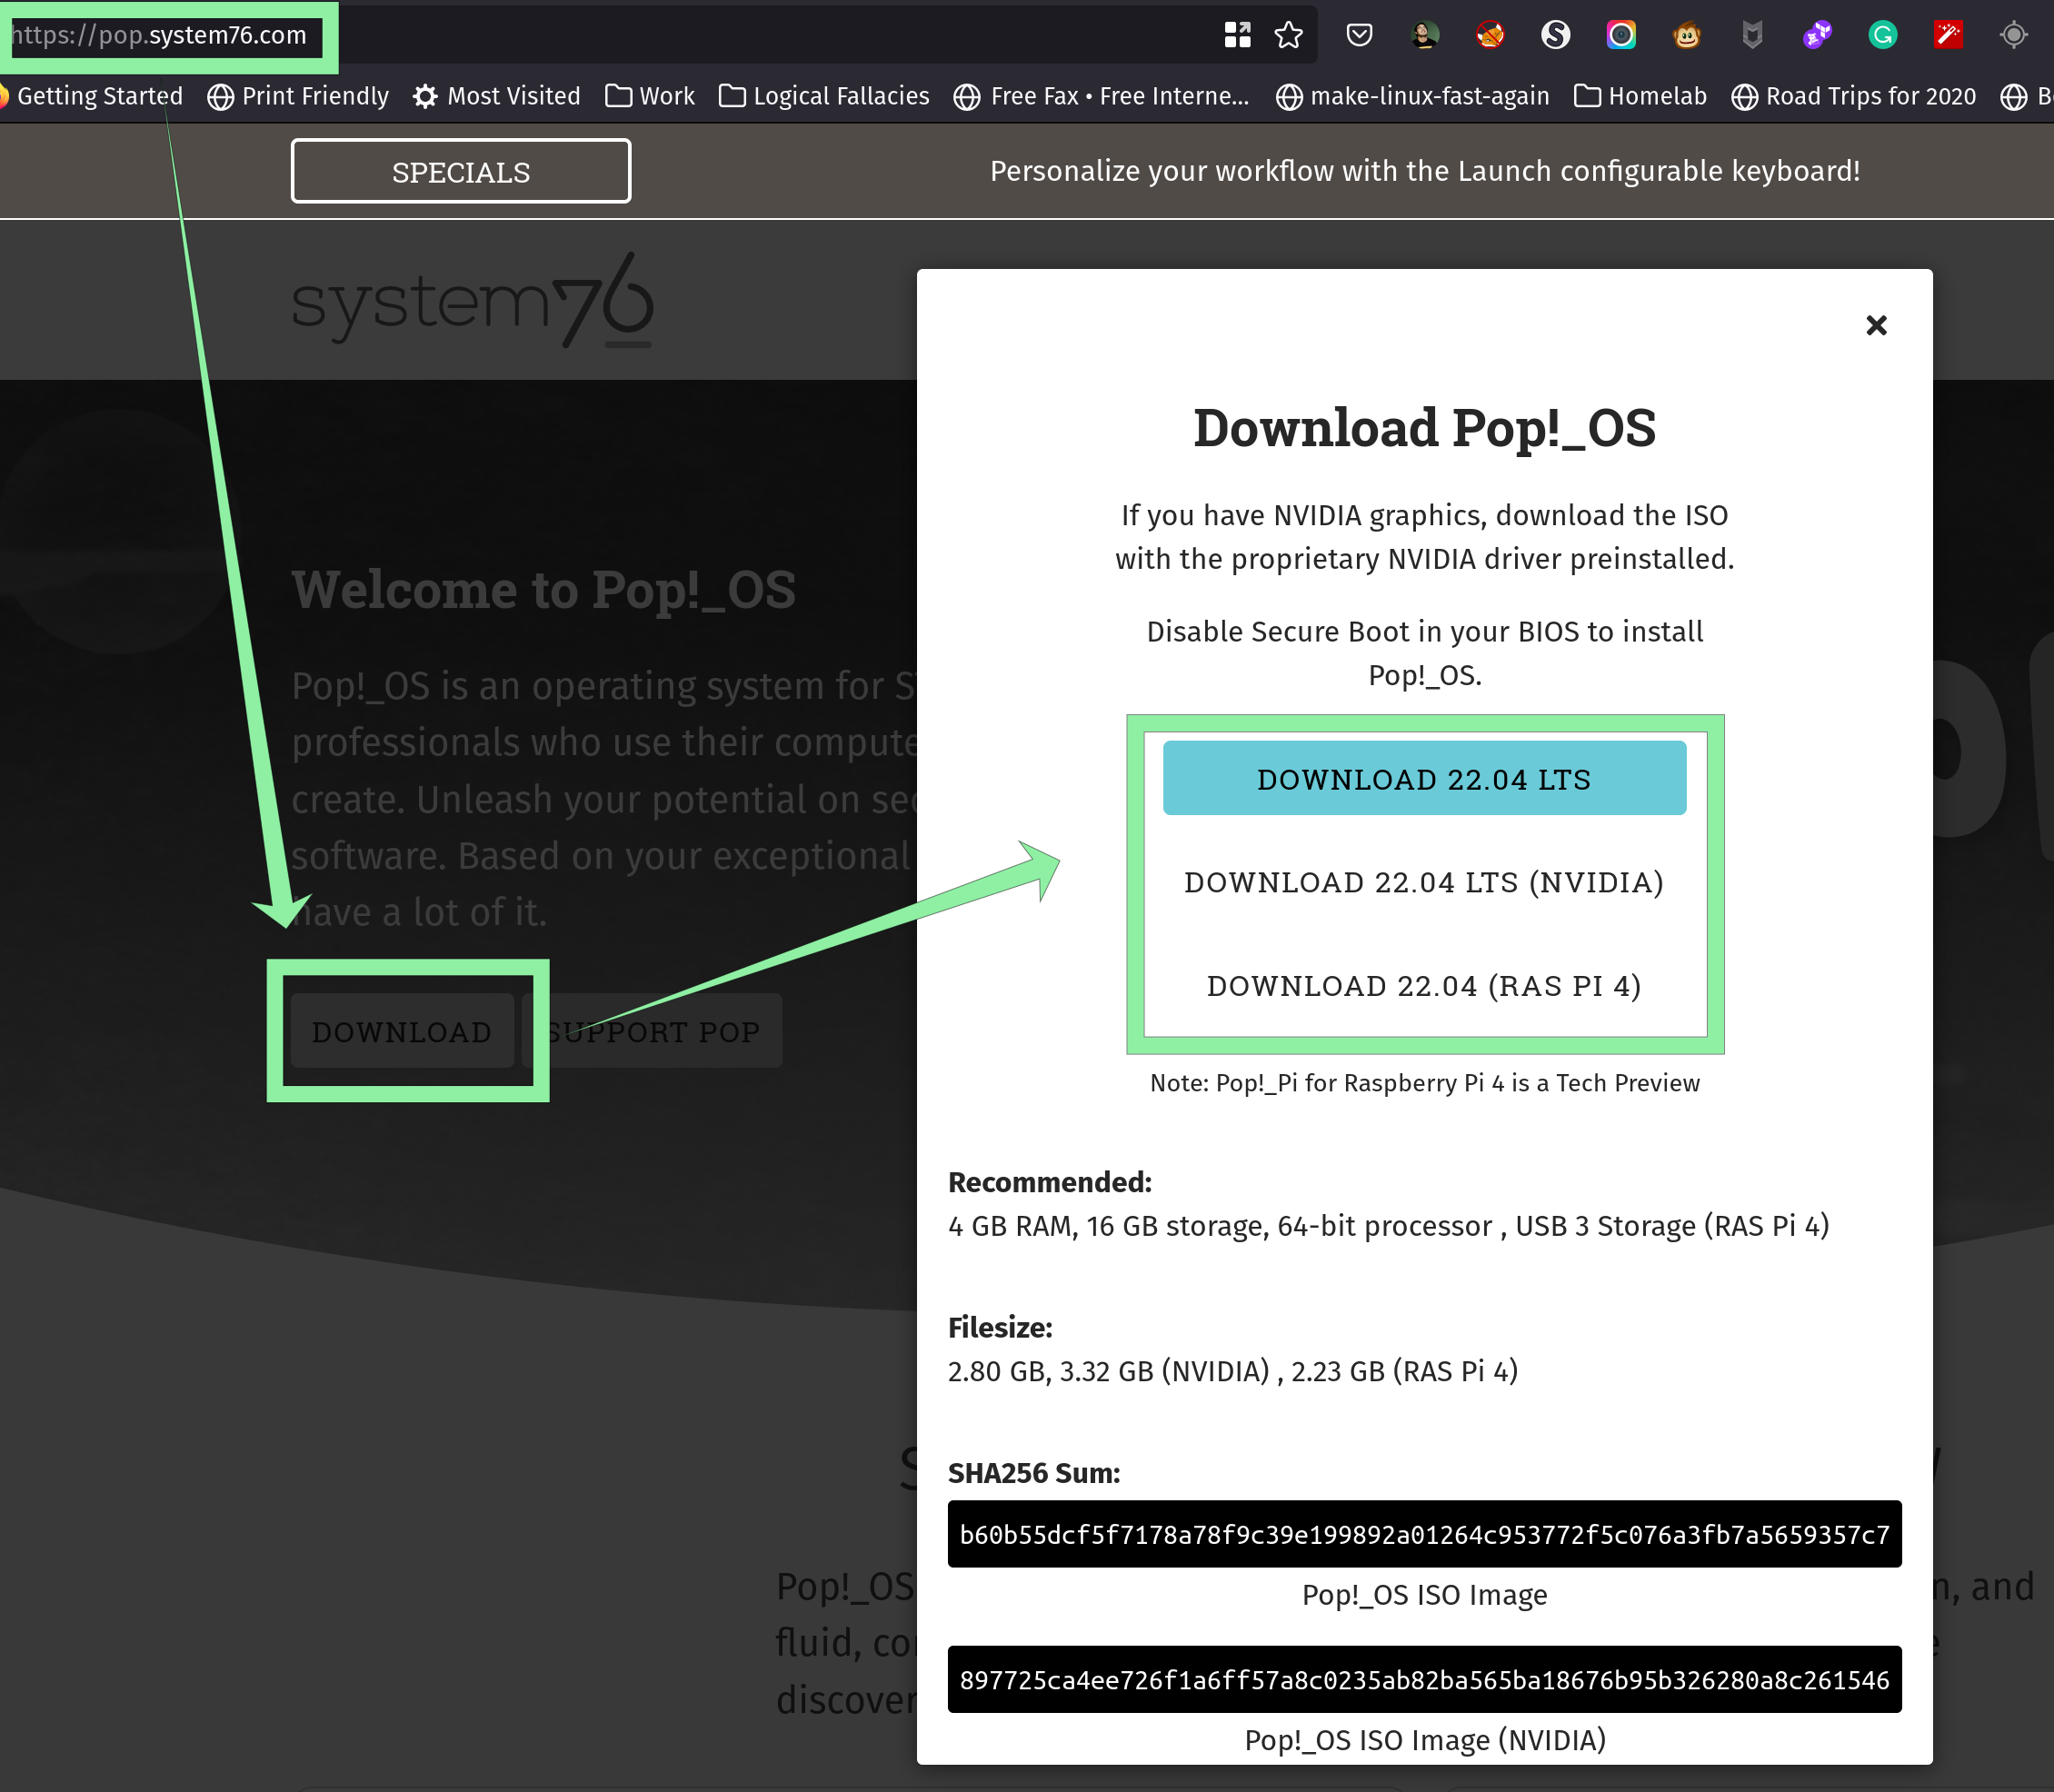 https://pop.system76.com
Getting Started
Print Friendly
Most Visited
Work
Logical Fallacies
Free Fax • Free Interne...
make-linux-fast-again
Homelab
Road Trips for 2020
SPECIALS
Personalize your workflow with the Launch configurable keyboard!
system76
Welcome to Pop!_OS
Pop!_OS is an operating system for
professionals who use their
create. Unleash your potential on
software. Based on your exceptional
have a lot of it.
DOWNLOAD
SUPPORT POP
Download Pop!_OS
If you have NVIDIA graphics, download the ISO
with the proprietary NVIDIA driver preinstalled.
Disable Secure Boot in your BIOS to install
Pop!_OS.
DOWNLOAD 22.04 LTS
DOWNLOAD 22.04 LTS (NVIDIA)
DOWNLOAD 22.04 (RAS PI 4)
Note: Pop!_Pi for Raspberry Pi 4 is a Tech Preview
Recommended:
4 GB RAM, 16 GB storage, 64-bit processor , USB 3 Storage (RAS Pi 4)
Filesize:
2.80 GB, 3.32 GB (NVIDIA) , 2.23 GB (RAS Pi 4)
SHA256 Sum:
b60b55dcf5f7178a78f9c39e199892a01264c953772f5c076a3fb7a5659357c7
Pop!_OS ISO Image
897725ca4ee726f1a6ff57a8c0235ab82ba565ba18676b95b326280a8c261546
Pop!_OS ISO Image (NVIDIA)
Pop!_OS
and
fluid,